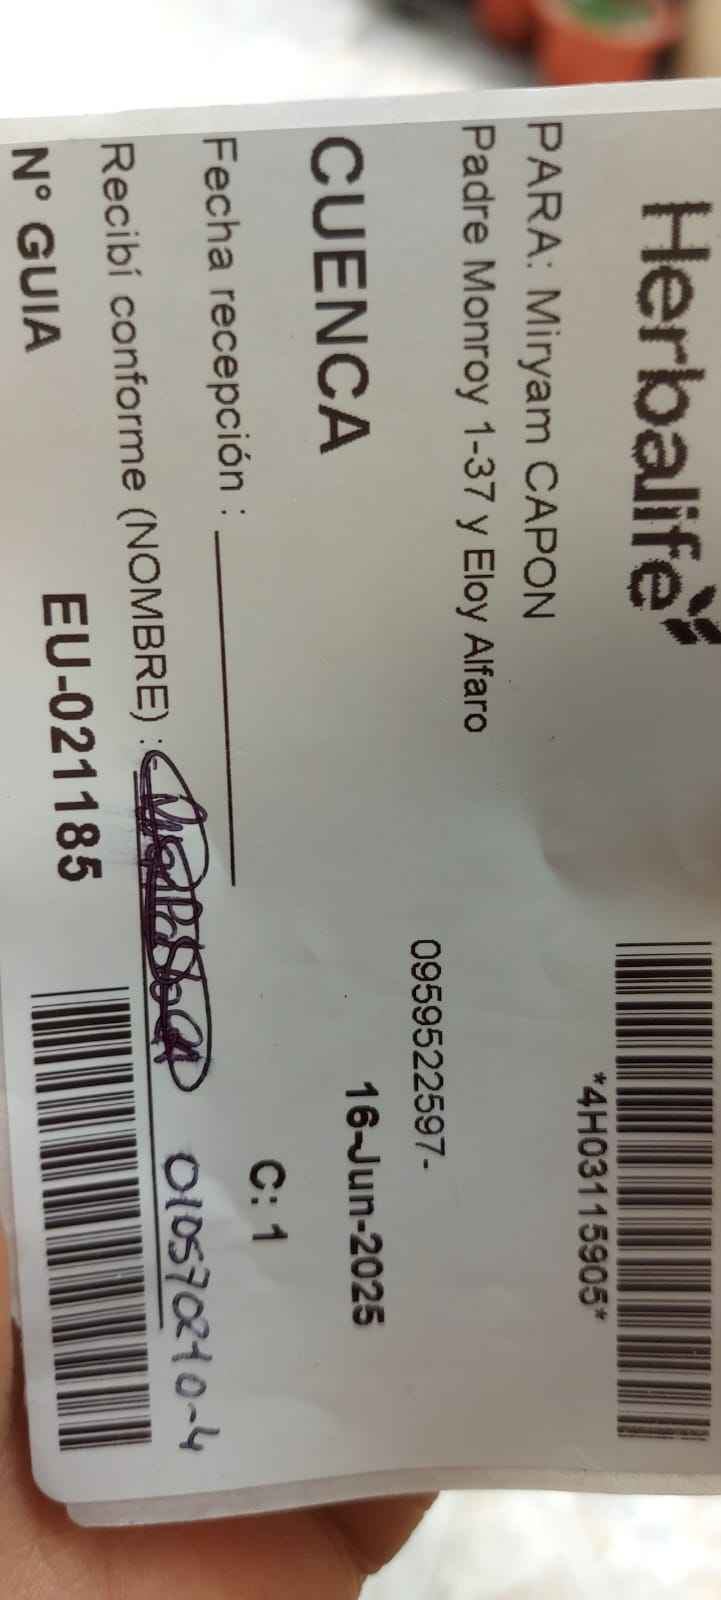 Herbalife
*4H03115905*
PARA: Miryam CAPON
Padre Monroy 1-37 y Eloy Alfaro
0959522597-
CUENCA
16-Jun-2025
Fecha recepción :
C: 1
Recibí conforme (NOMBRE) :
010570210-4
Nº GUIA
EU-021185